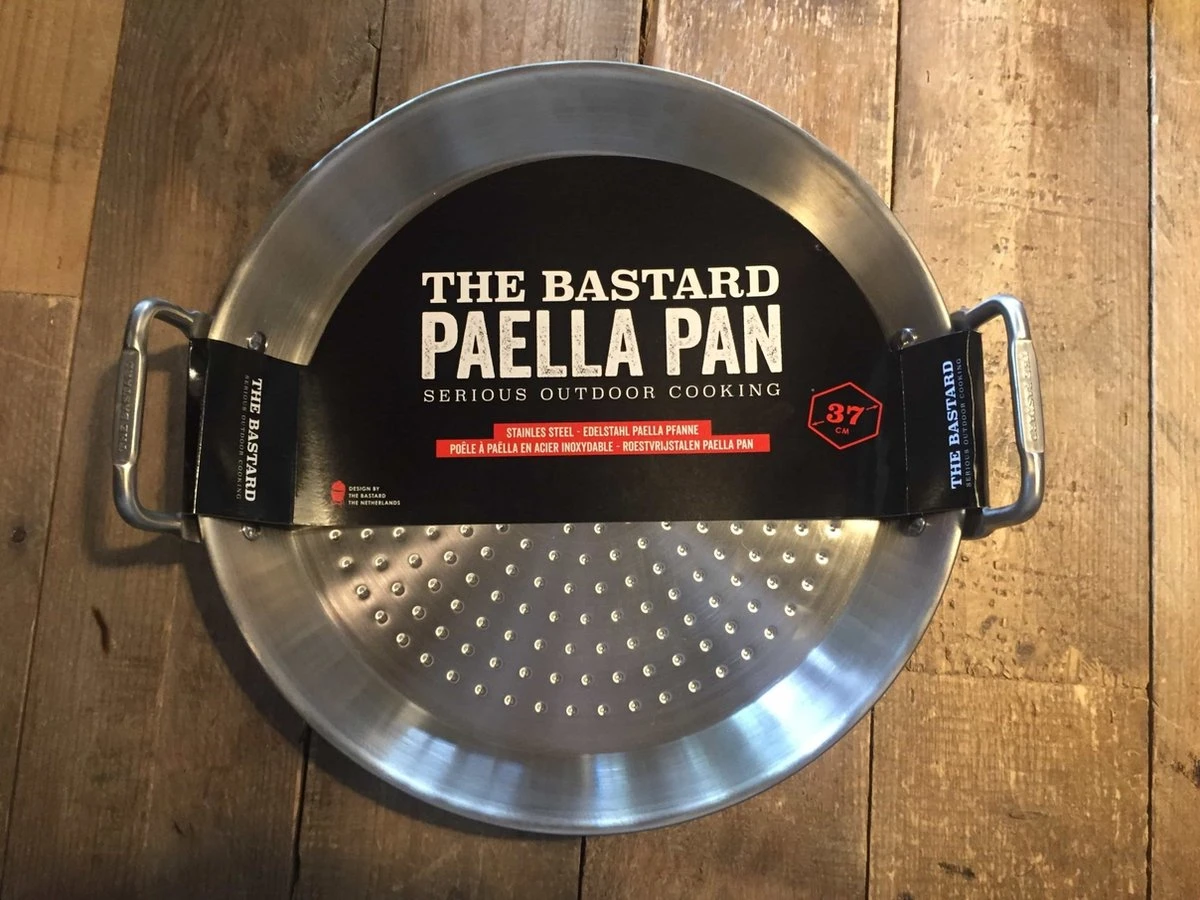 THE BASTARD
PAELLA PAN
SERIOUS OUTDOOR COOKING
STAINLES STEEL - EDELSTAHL PAELLA PFANNE
POÊLE À PAËLLA EN ACIER INOXYDABLE - ROESTVRIJSTALEN PAELLA PAN
37
CM
DESIGN BY
THE BASTARD
THE NETHERLANDS
THE BASTARD
SERIOUS OUTDOOR COOKING
THE BASTARD
SERIOUS OUTDOOR COOKING
THE BASTARD